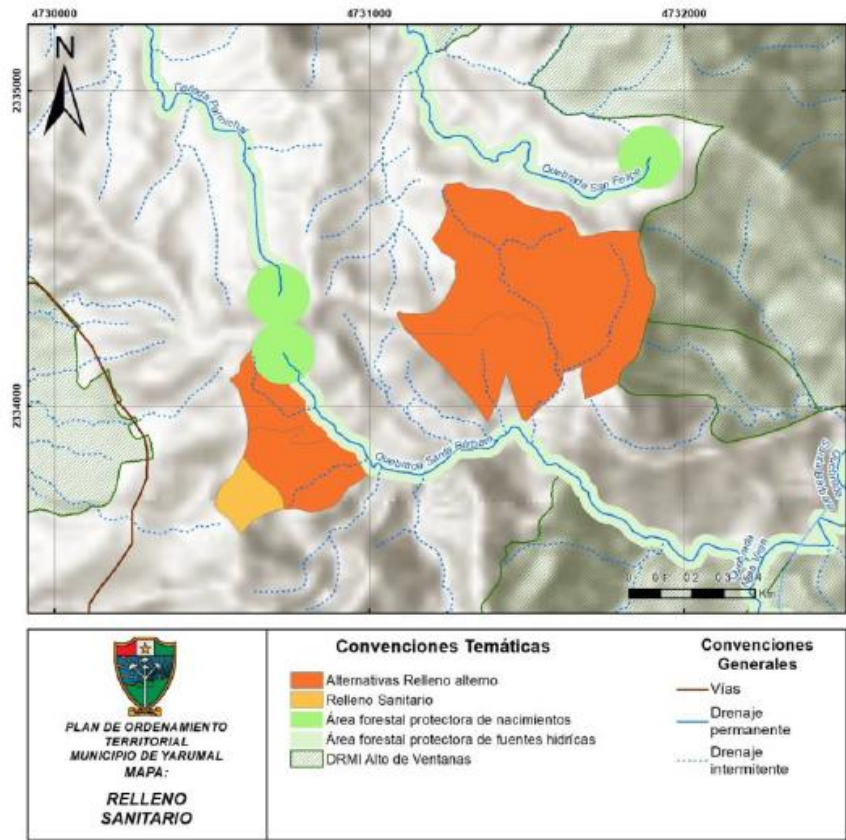 4730000
4731000
4732000
N
2335000
2334000
Quebrada San Felipe
Quebrada Santa Bárbara
Quebrada
0 0.1 0.2 0.3 0.4
Km
PLAN DE ORDENAMIENTO
TERRITORIAL
MUNICIPIO DE YARUMAL
MAPA:
RELLENO
SANITARIO
Convenciones Temáticas
Alternativas Relleno alterno
Relleno Sanitario
Área forestal protectora de nacimientos
Área forestal protectora de fuentes hidrícas
DRMI Alto de Ventanas
Convenciones
Generales
Vías
Drenaje
permanente
Drenaje
intermitente